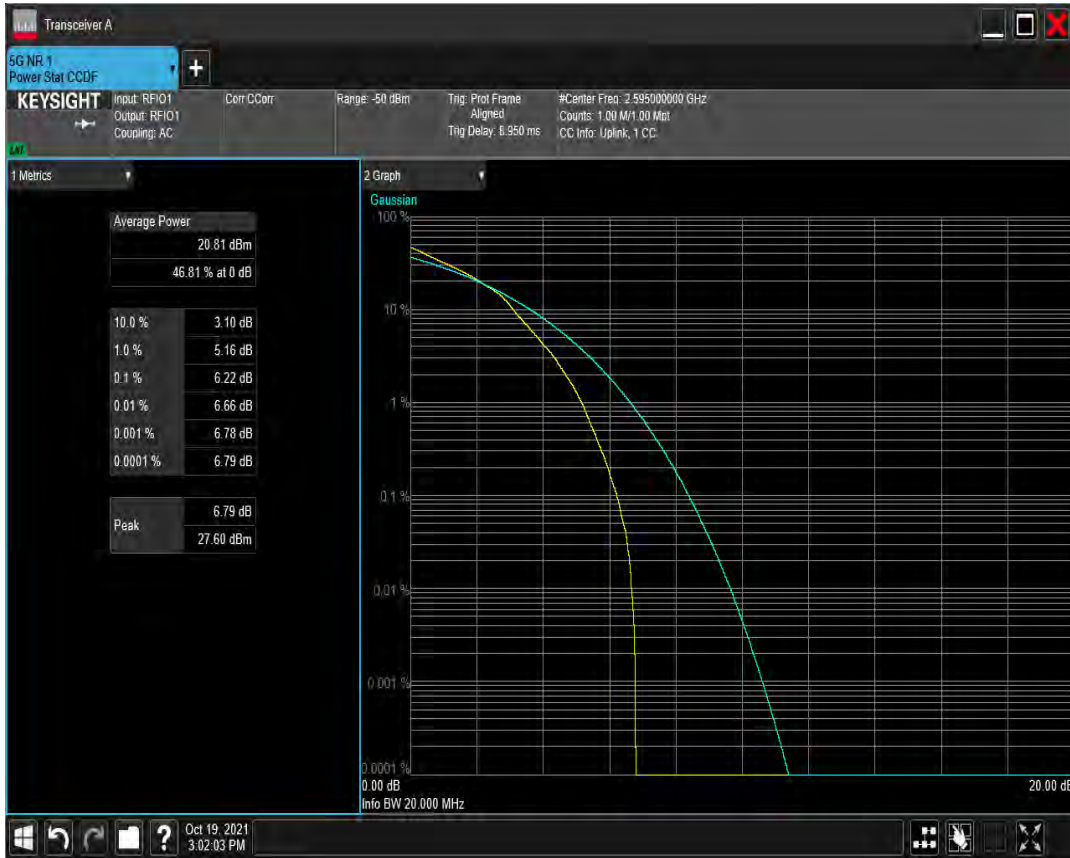 Transceiver A
5G NR 1
Power Stat CCDF
KEYSIGHT
Input: RFIO1
Output: RFIO1
Coupling: AC
Corr CCorr
Range: -50 dBm
Trig: Prot Frame
Aligned
Trig Delay: 8.950 ms
#Center Freq: 2.595000000 GHz
Counts: 1.00 M/1.00 Mpt
CC Info: Uplink, 1 CC
1 Metrics
Average Power
20.81 dBm
46.81 % at 0 dB
10.0 % 3.10 dB
1.0 % 5.16 dB
0.1 % 6.22 dB
0.01 % 6.66 dB
0.001 % 6.78 dB
0.0001 % 6.79 dB
Peak
6.79 dB
27.60 dBm
2 Graph
Gaussian
100 %
10 %
1 %
0.1 %
0.01 %
0.001 %
0.0001 %
0.00 dB
20.00 dB
Info BW 20.000 MHz
?
Oct 19, 2021
3:02:03 PM